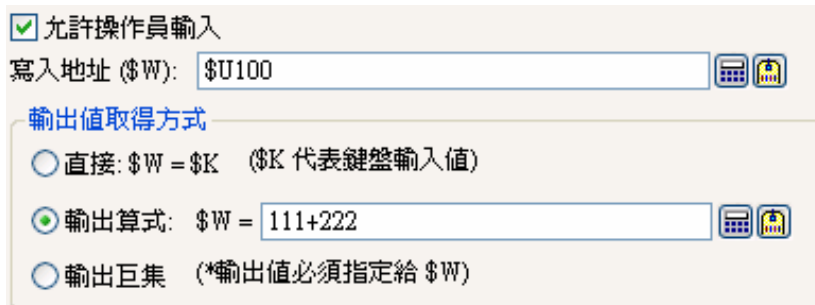 允許操作員輸入
寫入地址 ($W): $U100
輸出值取得方式
直接: $W = $K ($K 代表鍵盤輸入值)
輸出算式: $W = 111+222
輸出巨集 (*輸出值必須指定給 $W)